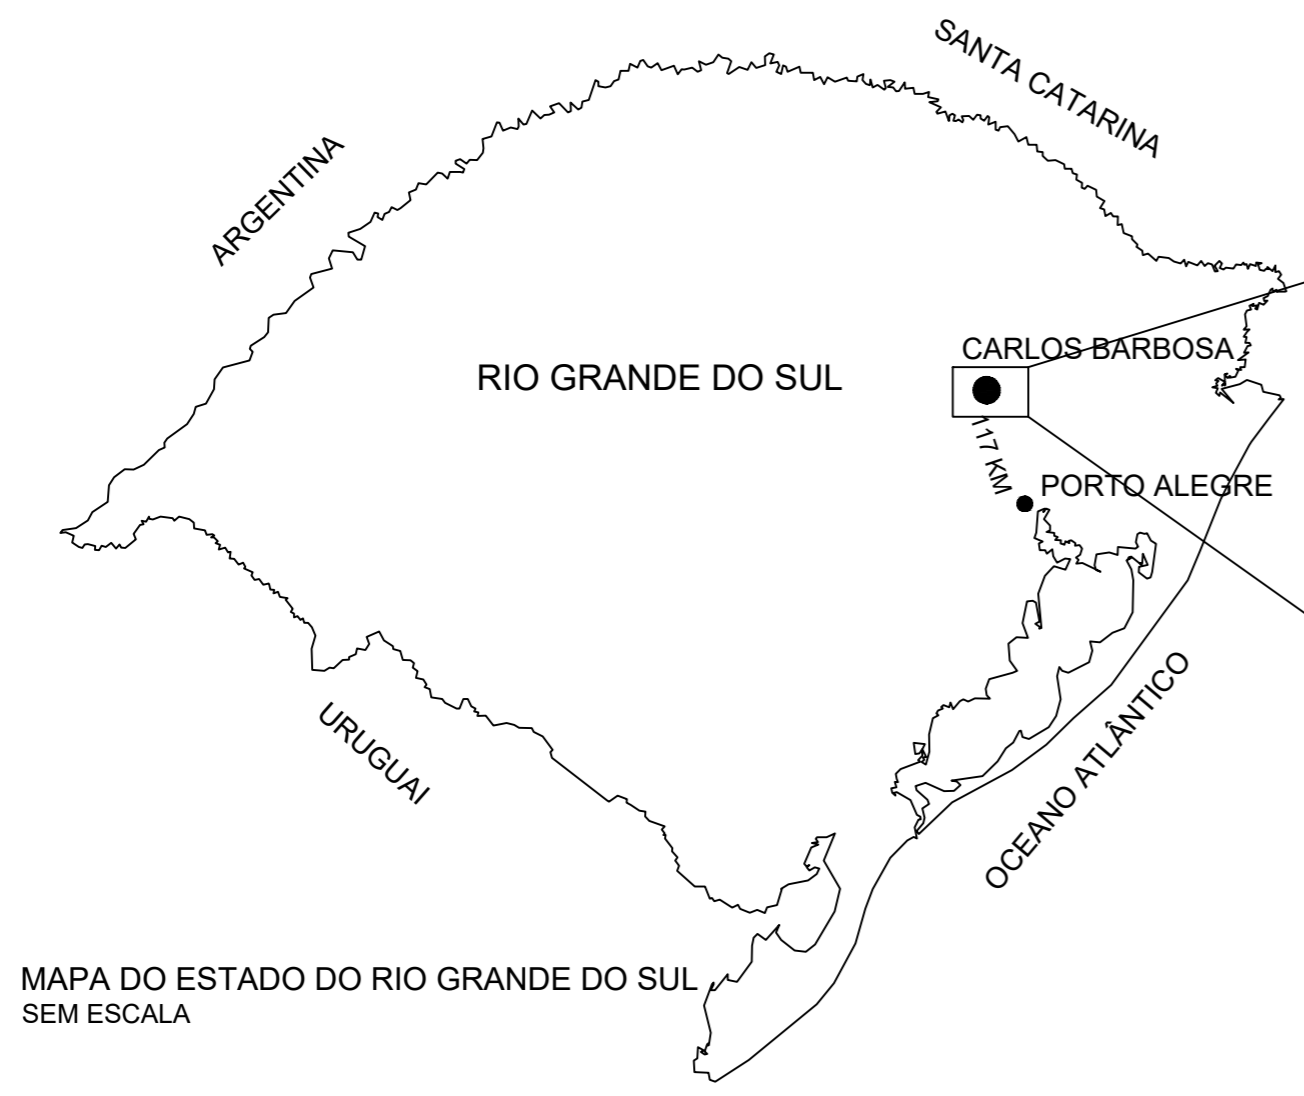 SANTA CATARINA
ARGENTINA
CARLOS BARBOSA
RIO GRANDE DO SUL
117 KM
PORTO ALEGRE
URUGUAI
OCEANO ATLÂNTICO
MAPA DO ESTADO DO RIO GRANDE DO SUL
SEM ESCALA